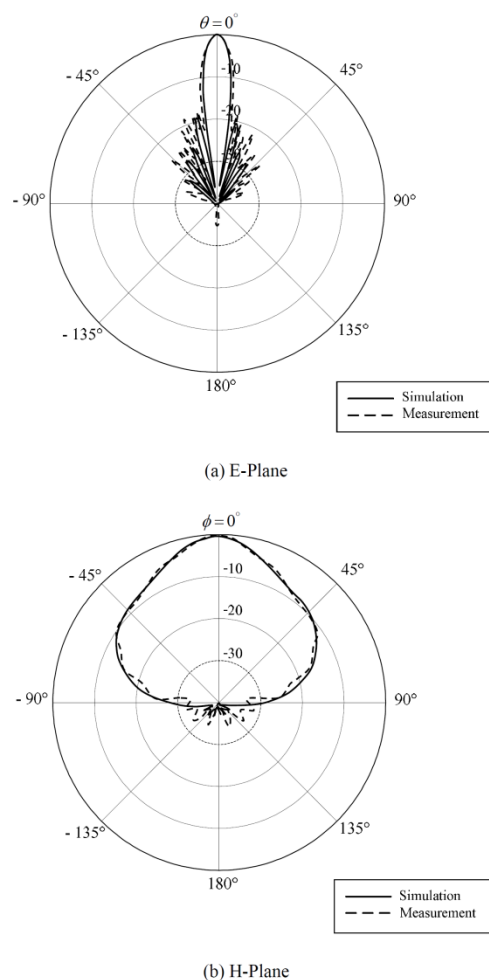 θ = 0°
- 45°
45°
-10
-20
- 90°
90°
- 135°
135°
180°
Simulation
Measurement
(a) E-Plane
ϕ = 0°
- 45°
45°
-10
-20
-30
- 90°
90°
- 135°
135°
180°
Simulation
Measurement
(b) H-Plane